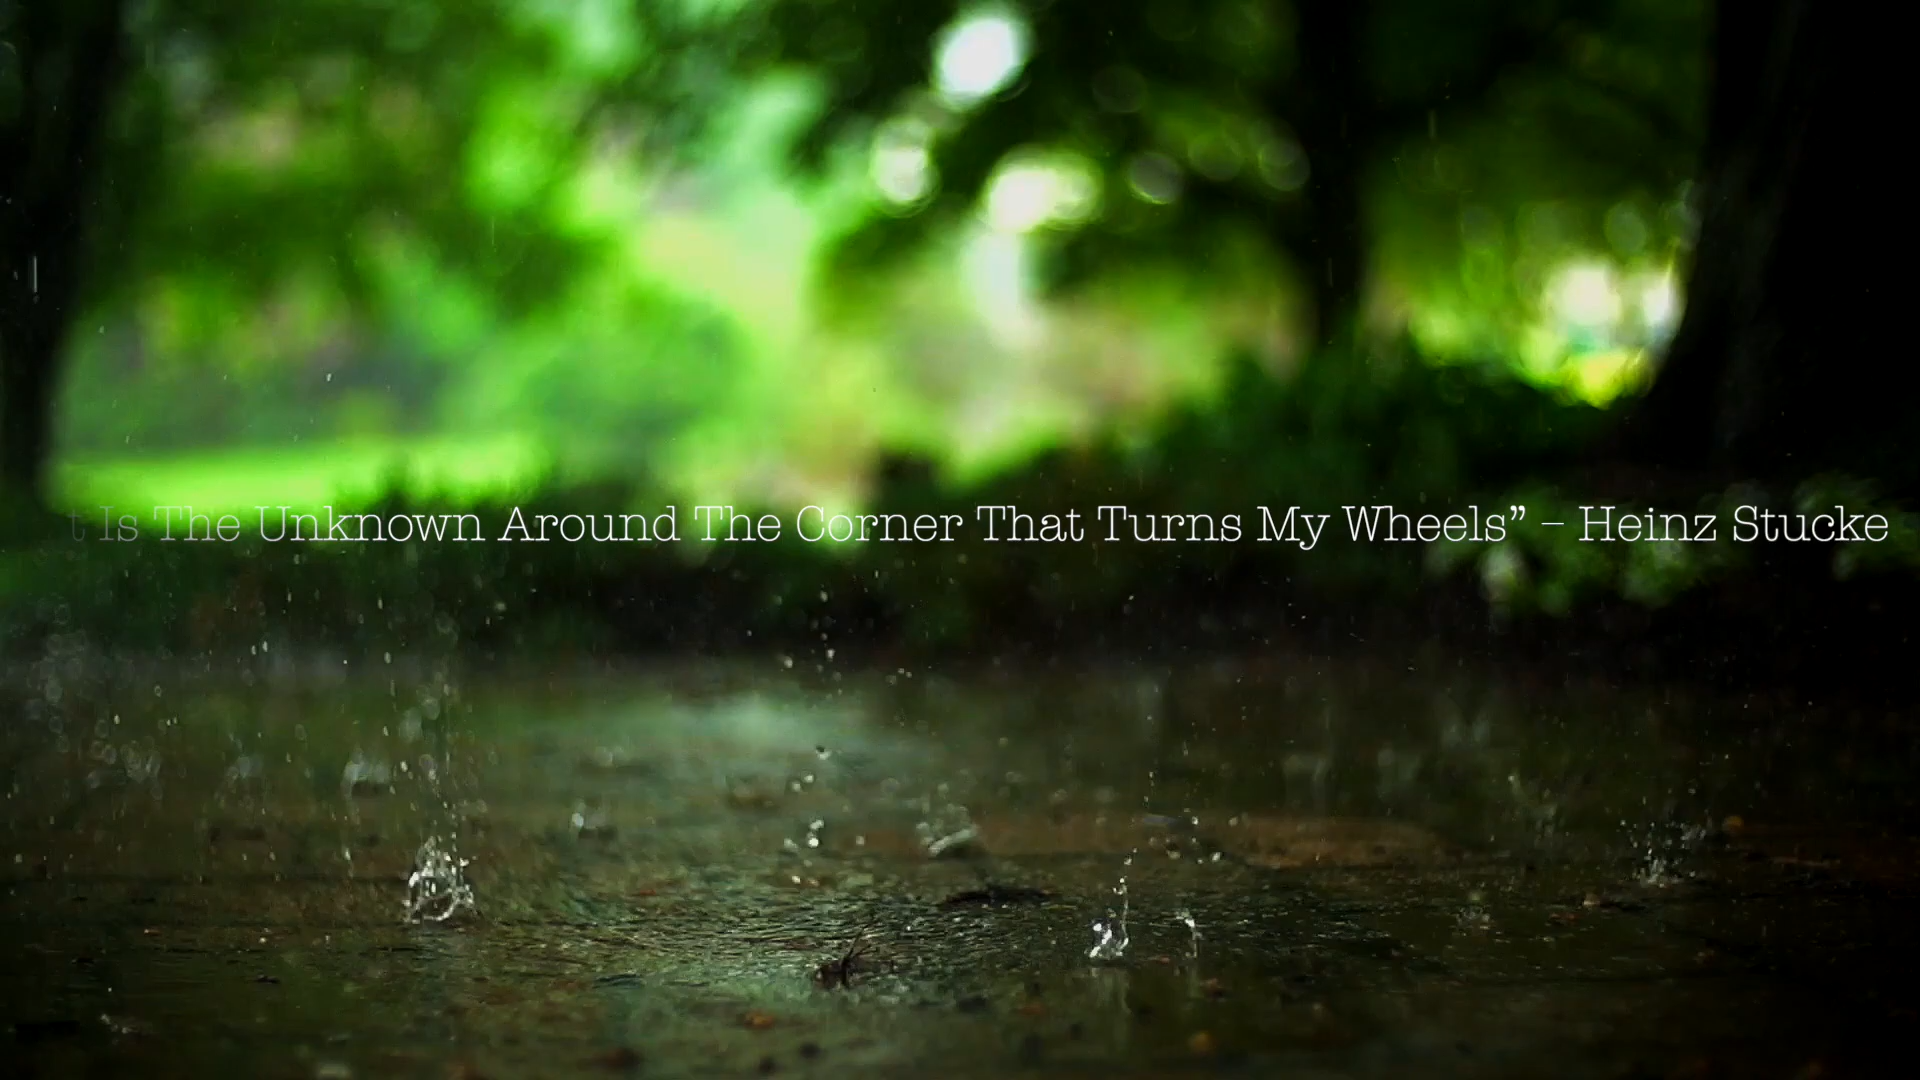 t Is The Unknown Around The Corner That Turns My Wheels” – Heinz Stucke